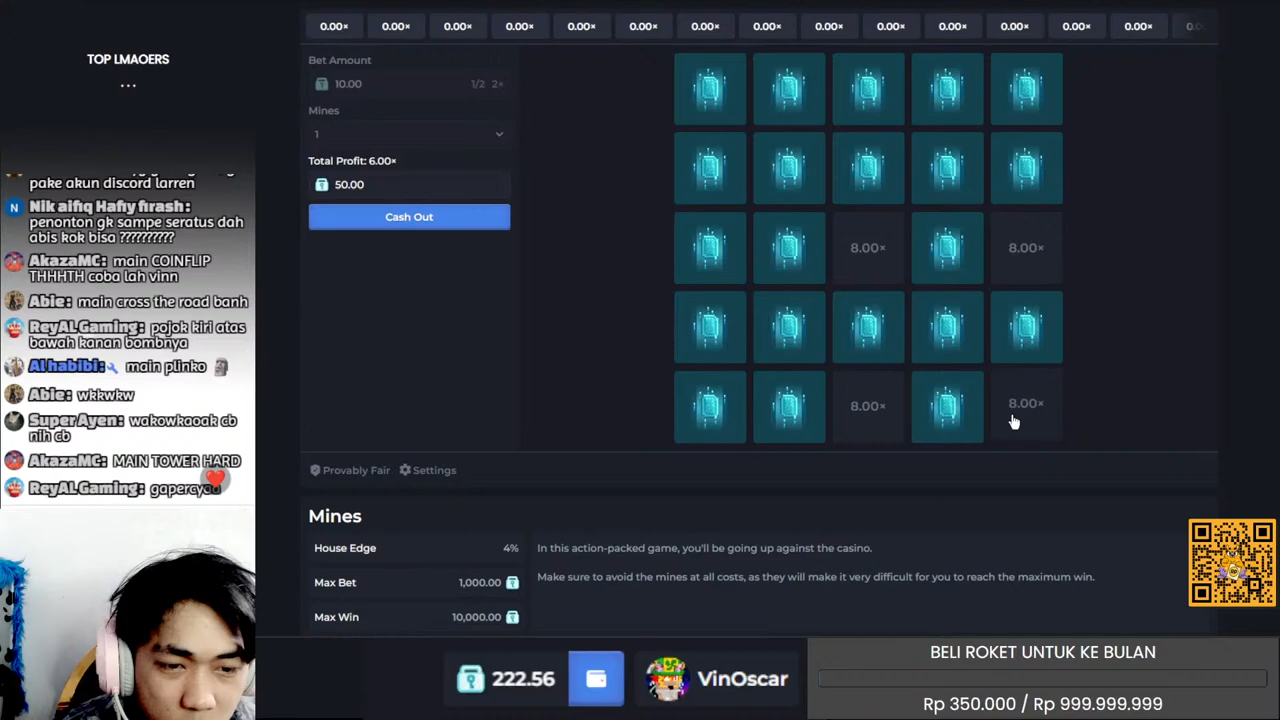 TOP LMAOERS
...
pake akun discord larren
N Nik aifiq Hafiy firash:
penonton gk sampe seratus dah
abis kok bisa ??????????
AkazaMC: main COINFLIP
THHHTH coba lah vinn
Abie: main cross the road banh
ReyALGaming: pojok kiri atas
bawah kanan bombnya
Al habibi: main plinko
Abie: wkkwkw
SuperAyen: wakowkaoak cb
nih cb
AkazaMC: MAIN TOWER HARD
ReyALGaming:
0.00× 0.00× 0.00× 0.00× 0.00× 0.00× 0.00× 0.00× 0.00× 0.00× 0.00× 0.00× 0.00× 0.00×
Bet Amount
10.00 1/2 2×
Mines
1
Total Profit: 6.00×
50.00
Cash Out
8.00× 8.00×
8.00× 8.00×
Provably Fair Settings
Mines
House Edge 4%
Max Bet 1,000.00
Max Win 10,000.00
In this action-packed game, you'll be going up against the casino.
Make sure to avoid the mines at all costs, as they will make it very difficult for you to reach the maximum win.
222.56 VinOscar
BELI ROKET UNTUK KE BULAN
Rp 350.000 / Rp 999.999.999